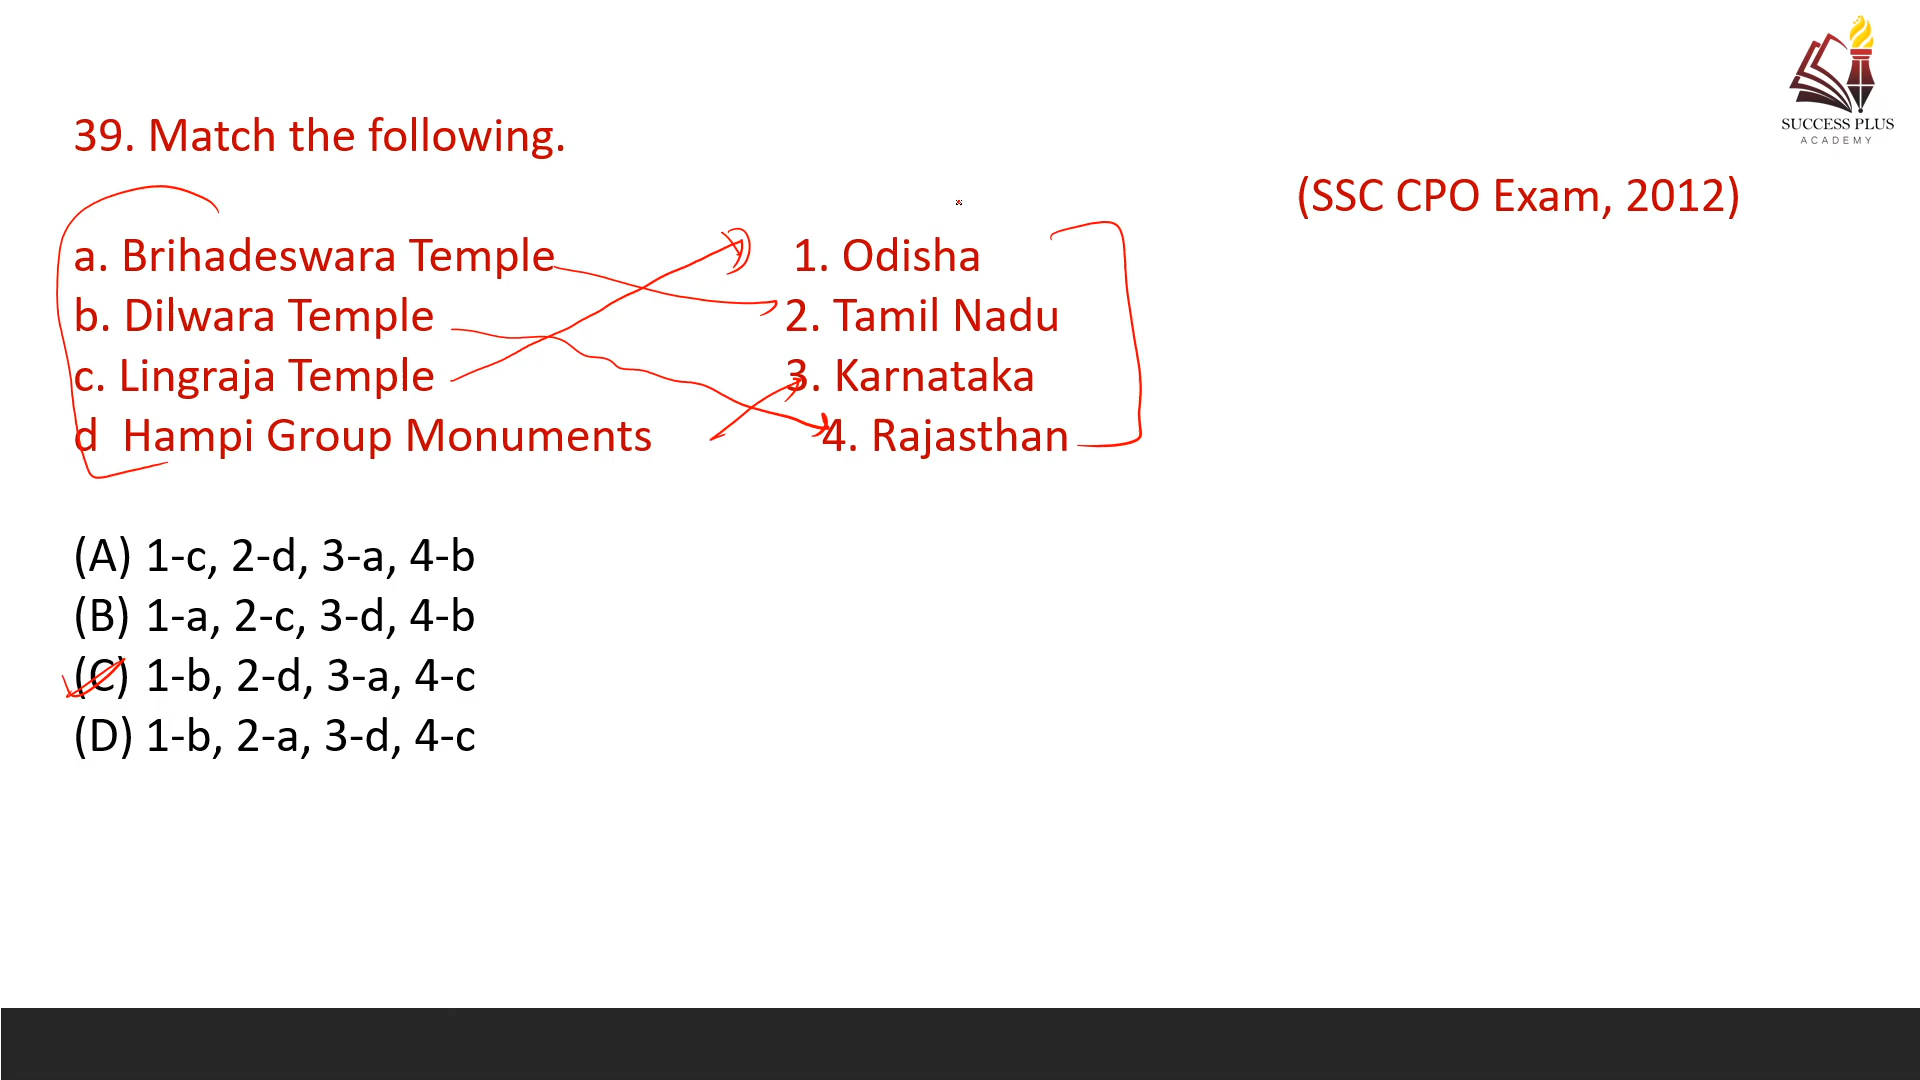 SUCCESS PLUS
ACADEMY
39. Match the following.
(SSC CPO Exam, 2012)
a. Brihadeswara Temple 1. Odisha
b. Dilwara Temple 2. Tamil Nadu
c. Lingraja Temple 3. Karnataka
d Hampi Group Monuments 4. Rajasthan
(A) 1-c, 2-d, 3-a, 4-b
(B) 1-a, 2-c, 3-d, 4-b
(C) 1-b, 2-d, 3-a, 4-c
(D) 1-b, 2-a, 3-d, 4-c